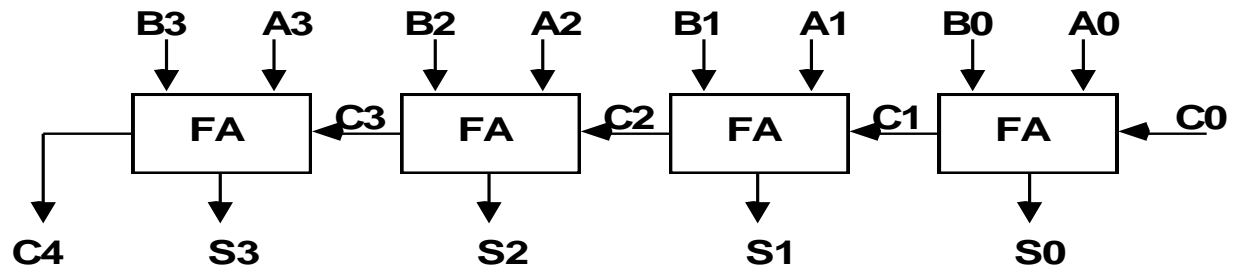 B3 A3 B2 A2 B1 A1 B0 A0
FA C3 FA C2 FA C1 FA C0
C4 S3 S2 S1 S0